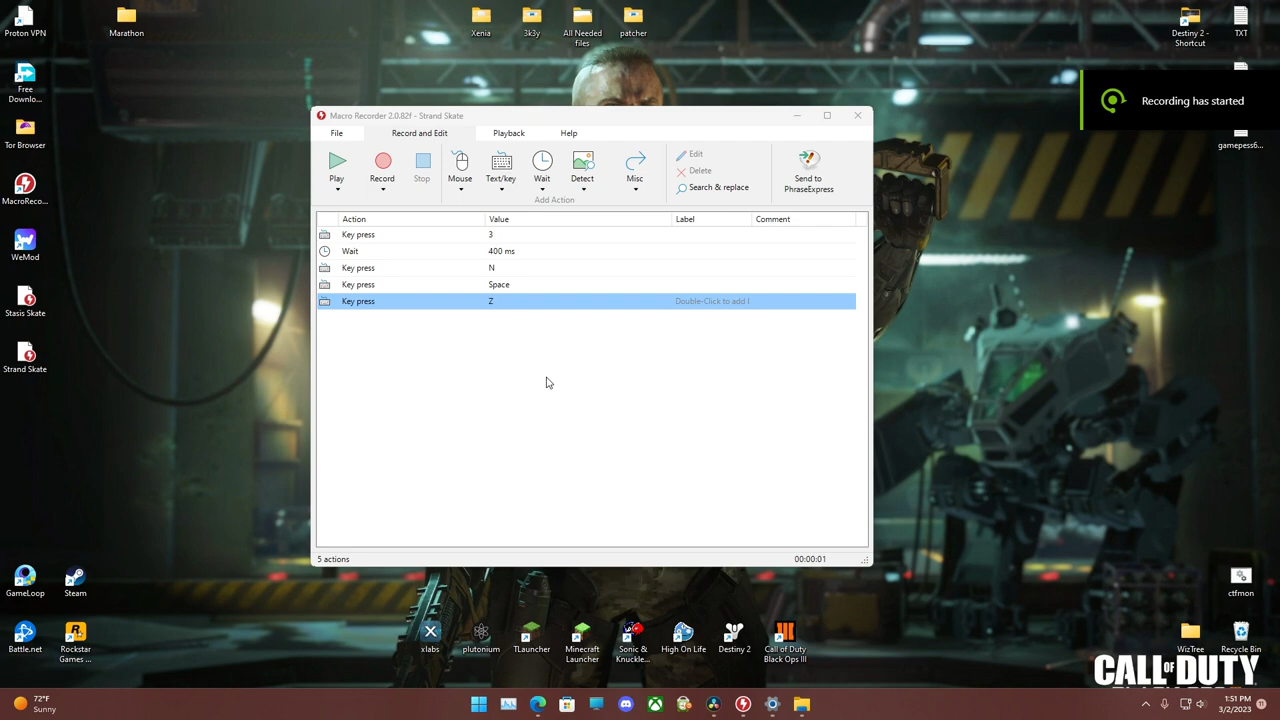 Proton VPN
Marathon
Xenia
3k3y
All Needed
files
patcher
Destiny 2 -
Shortcut
TXT
Recording has started
Free
Downlo...
Tor Browser
MacroReco...
WeMod
Stasis Skate
Strand Skate
gamepess6...
Macro Recorder 2.0.82f - Strand Skate
File
Record and Edit
Playback
Help
Play
Record
Stop
Mouse
Text/key
Wait
Detect
Misc
Edit
Delete
Search & replace
Send to
PhraseExpress
Add Action
Action Value Label Comment
Key press 3
Wait 400 ms
Key press N
Key press Space
Key press Z Double-Click to add l
5 actions
00:00:01
GameLoop
Steam
ctfmon
Battle.net
Rockstar
Games ...
xlabs
plutonium
TLauncher
Minecraft
Launcher
Sonic &
Knuckle...
High On Life
Destiny 2
Call of Duty
Black Ops III
WizTree
Recycle Bin
CALL OF DUTY
72°F
Sunny
1:51 PM
3/2/2023
11